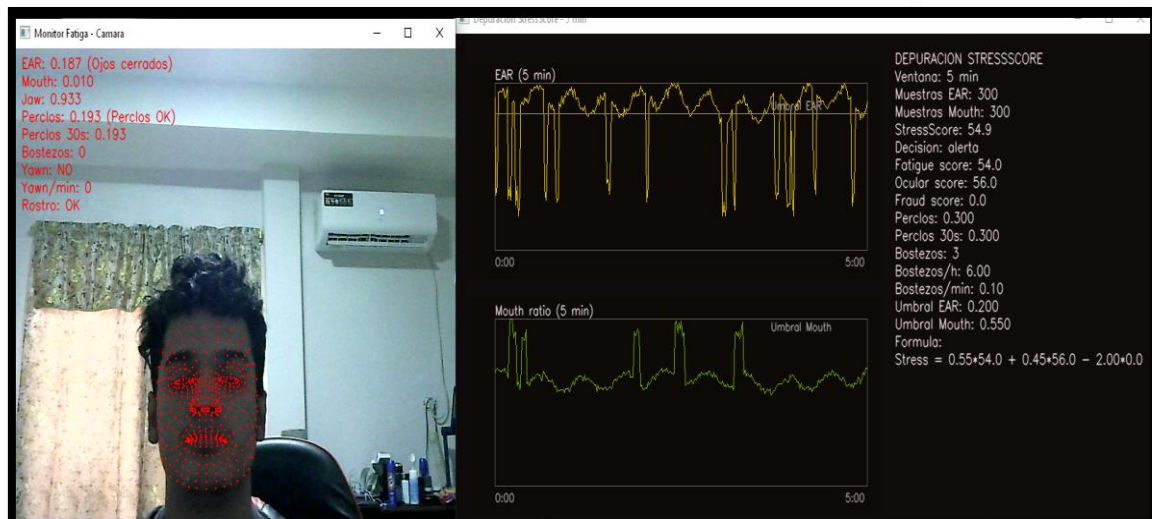 Monitor Fatiga - Camara
EAR: 0.187 (Ojos cerrados)
Mouth: 0.010
Jaw: 0.933
Perclos: 0.193 (Perclos OK)
Perclos 30s: 0.193
Bostezos: 0
Yawn: NO
Yawn/min: 0
Rostro: OK
Depuracion StressScore - 5 min
EAR (5 min)
Umbral EAR
0:00 5:00
Mouth ratio (5 min)
Umbral Mouth
0:00 5:00
DEPURACION STRESSSCORE
Ventana: 5 min
Muestras EAR: 300
Muestras Mouth: 300
StressScore: 54.9
Decision: alerta
Fatigue score: 54.0
Ocular score: 56.0
Fraud score: 0.0
Perclos: 0.300
Perclos 30s: 0.300
Bostezos: 3
Bostezos/h: 6.00
Bostezos/min: 0.10
Umbral EAR: 0.200
Umbral Mouth: 0.550
Formula:
Stress = 0.55*54.0 + 0.45*56.0 - 2.00*0.0